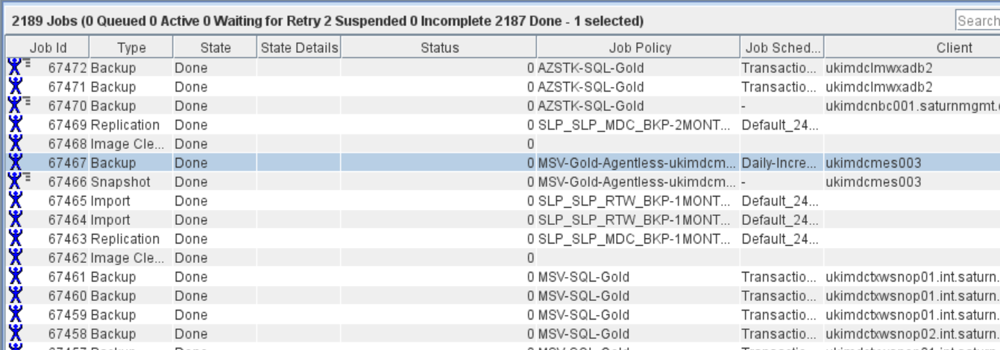 2189 Jobs (0 Queued 0 Active 0 Waiting for Retry 2 Suspended 0 Incomplete 2187 Done - 1 selected) Search
Job Id Type State State Details Status Job Policy Job Sched... Client
67472 Backup Done 0 AZSTK-SQL-Gold Transactio... ukimdclmwxadb2
67471 Backup Done 0 AZSTK-SQL-Gold Transactio... ukimdclmwxadb2
67470 Backup Done 0 AZSTK-SQL-Gold - ukimdcnbc001.saturnmgmt.
67469 Replication Done 0 SLP_SLP_MDC_BKP-2MONT... Default_24...
67468 Image Cle... Done 0
67467 Backup Done 0 MSV-Gold-Agentless-ukimdcm... Daily-Incre... ukimdcmes003
67466 Snapshot Done 0 MSV-Gold-Agentless-ukimdcm... - ukimdcmes003
67465 Import Done 0 SLP_SLP_RTW_BKP-1MONT... Default_24...
67464 Import Done 0 SLP_SLP_RTW_BKP-1MONT... Default_24...
67463 Replication Done 0 SLP_SLP_MDC_BKP-1MONT... Default_24...
67462 Image Cle... Done 0
67461 Backup Done 0 MSV-SQL-Gold Transactio... ukimdctxwsnop01.int.saturn.
67460 Backup Done 0 MSV-SQL-Gold Transactio... ukimdctxwsnop01.int.saturn.
67459 Backup Done 0 MSV-SQL-Gold Transactio... ukimdctxwsnop01.int.saturn.
67458 Backup Done 0 MSV-SQL-Gold Transactio... ukimdctxwsnop02.int.saturn.